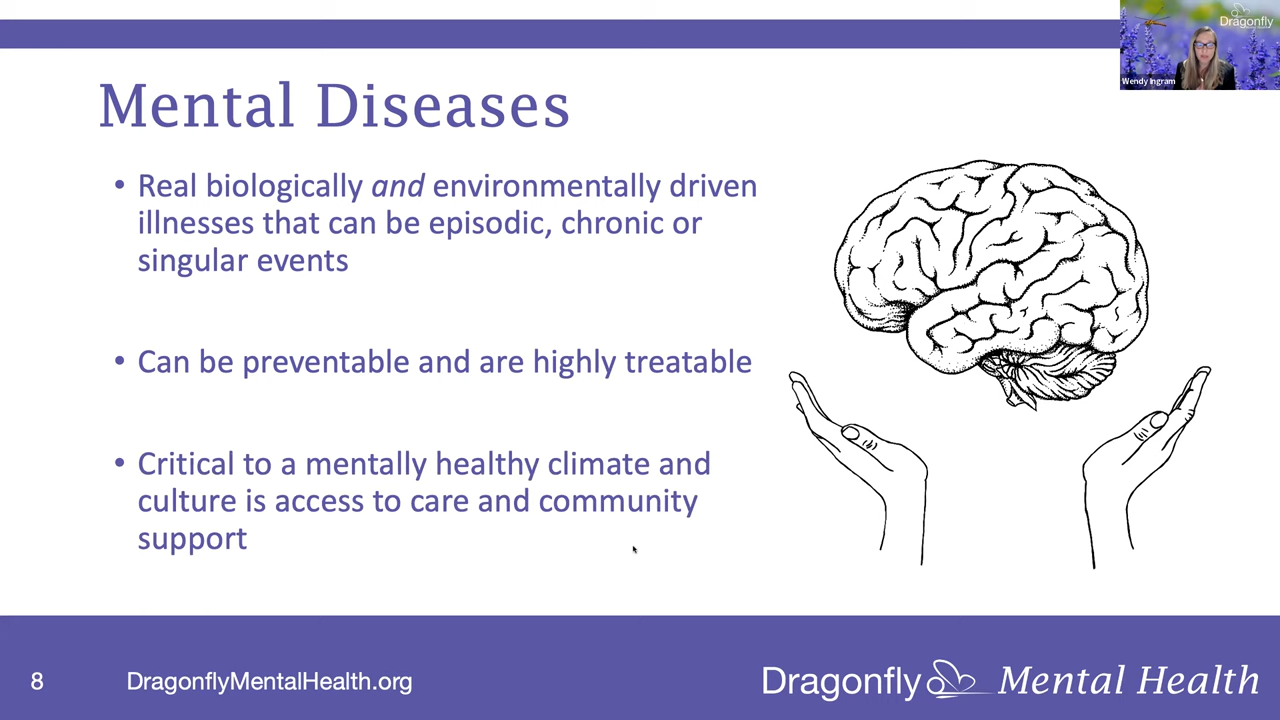 Dragonfly
Wendy Ingram
Mental Diseases
• Real biologically and environmentally driven
illnesses that can be episodic, chronic or
singular events
• Can be preventable and are highly treatable
• Critical to a mentally healthy climate and
culture is access to care and community
support
8
DragonflyMentalHealth.org
Dragonfly Mental Health